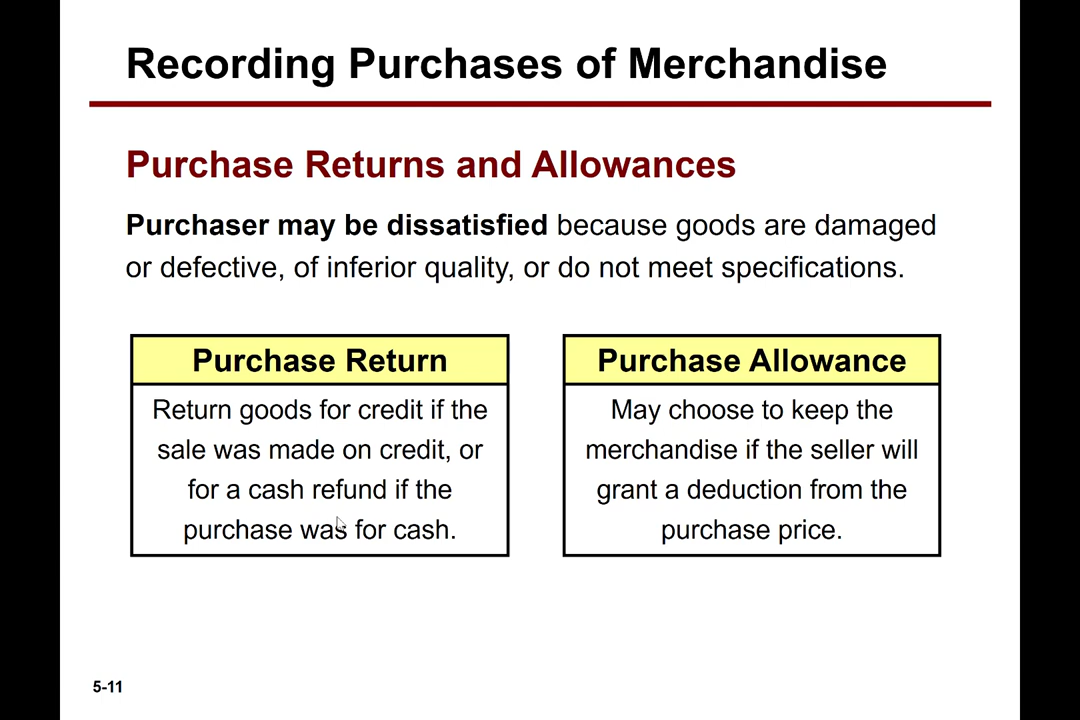 Recording Purchases of Merchandise
Purchase Returns and Allowances
Purchaser may be dissatisfied because goods are damaged
or defective, of inferior quality, or do not meet specifications.
Purchase Return
Return goods for credit if the
sale was made on credit, or
for a cash refund if the
purchase was for cash.
Purchase Allowance
May choose to keep the
merchandise if the seller will
grant a deduction from the
purchase price.
5-11